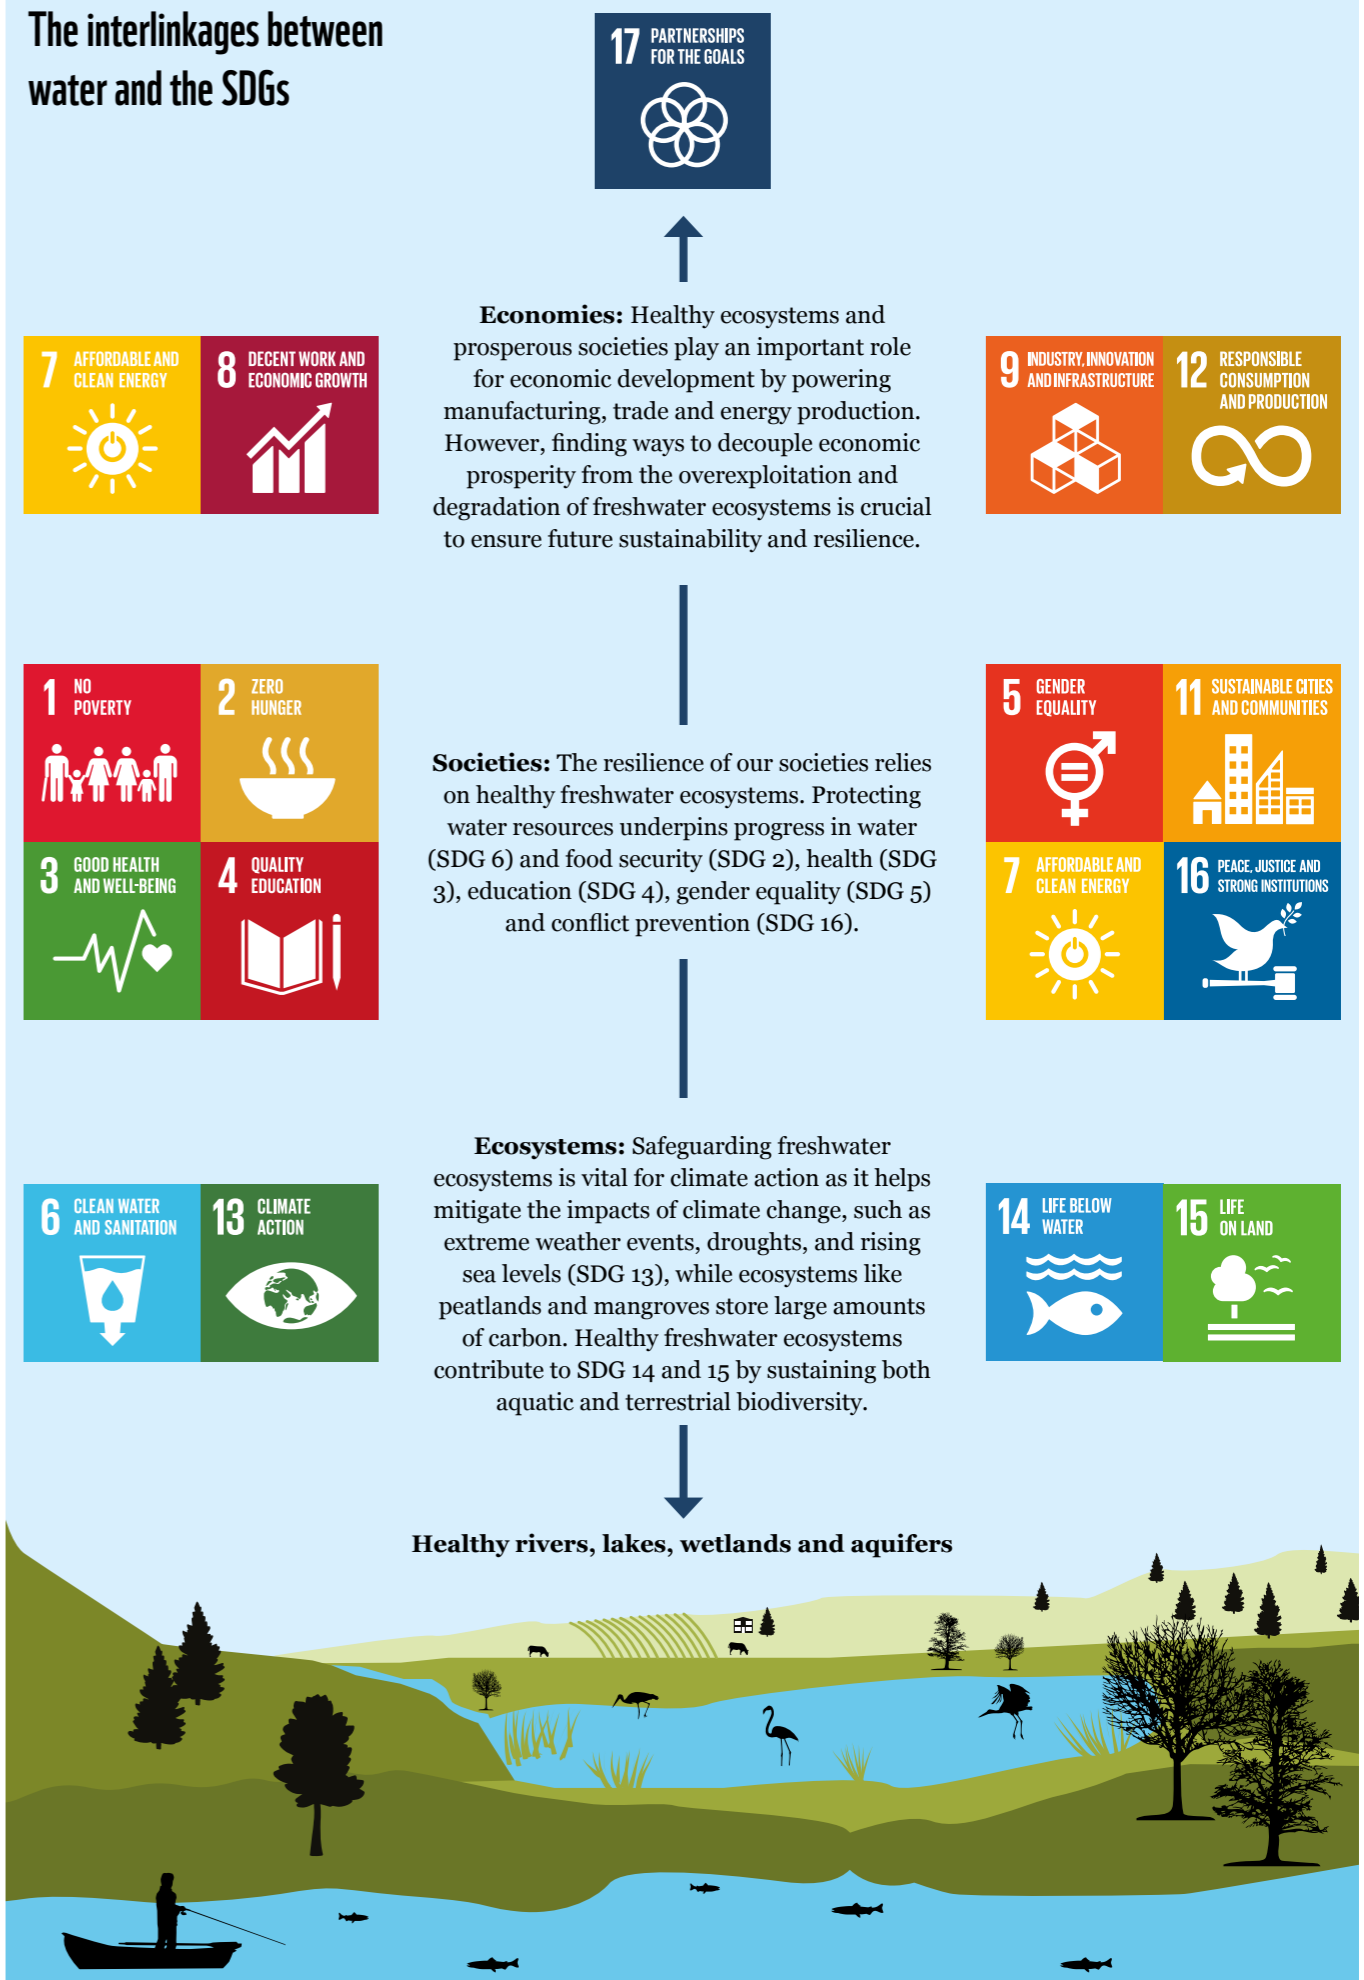 The interlinkages between
water and the SDGs
17 PARTNERSHIPS
FOR THE GOALS
Economies: Healthy ecosystems and
prosperous societies play an important role
for economic development by powering
manufacturing, trade and energy production.
However, finding ways to decouple economic
prosperity from the overexploitation and
degradation of freshwater ecosystems is crucial
to ensure future sustainability and resilience.
7 AFFORDABLE AND
CLEAN ENERGY
8 DECENT WORK AND
ECONOMIC GROWTH
9 INDUSTRY, INNOVATION
AND INFRASTRUCTURE
12 RESPONSIBLE
CONSUMPTION
AND PRODUCTION
1 NO
POVERTY
2 ZERO
HUNGER
3 GOOD HEALTH
AND WELL-BEING
4 QUALITY
EDUCATION
Societies: The resilience of our societies relies
on healthy freshwater ecosystems. Protecting
water resources underpins progress in water
(SDG 6) and food security (SDG 2), health (SDG
3), education (SDG 4), gender equality (SDG 5)
and conflict prevention (SDG 16).
5 GENDER
EQUALITY
11 SUSTAINABLE CITIES
AND COMMUNITIES
7 AFFORDABLE AND
CLEAN ENERGY
16 PEACE, JUSTICE AND
STRONG INSTITUTIONS
6 CLEAN WATER
AND SANITATION
13 CLIMATE
ACTION
Ecosystems: Safeguarding freshwater
ecosystems is vital for climate action as it helps
mitigate the impacts of climate change, such as
extreme weather events, droughts, and rising
sea levels (SDG 13), while ecosystems like
peatlands and mangroves store large amounts
of carbon. Healthy freshwater ecosystems
contribute to SDG 14 and 15 by sustaining both
aquatic and terrestrial biodiversity.
14 LIFE BELOW
WATER
15 LIFE
ON LAND
Healthy rivers, lakes, wetlands and aquifers